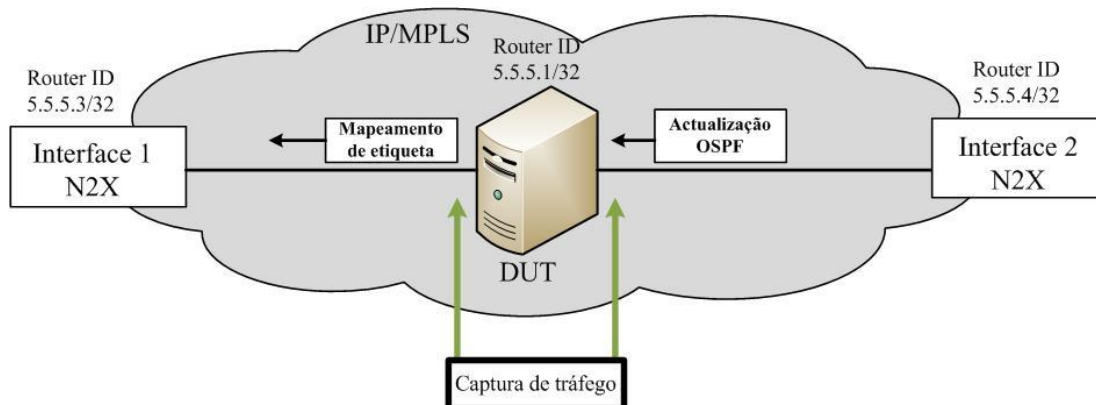 IP/MPLS
Router ID
5.5.5.1/32
Router ID
5.5.5.3/32
Router ID
5.5.5.4/32
Mapeamento
de etiqueta
Actualização
OSPF
Interface 1
N2X
Interface 2
N2X
DUT
Captura de tráfego